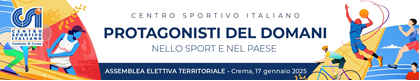 CSI
CENTRO
SPORTIVO
ITALIANO
Comitato di Crema
CENTRO SPORTIVO ITALIANO
PROTAGONISTI DEL DOMANI
NELLO SPORT E NEL PAESE
ASSEMBLEA ELETTIVA TERRITORIALE - Crema, 17 gennaio 2025